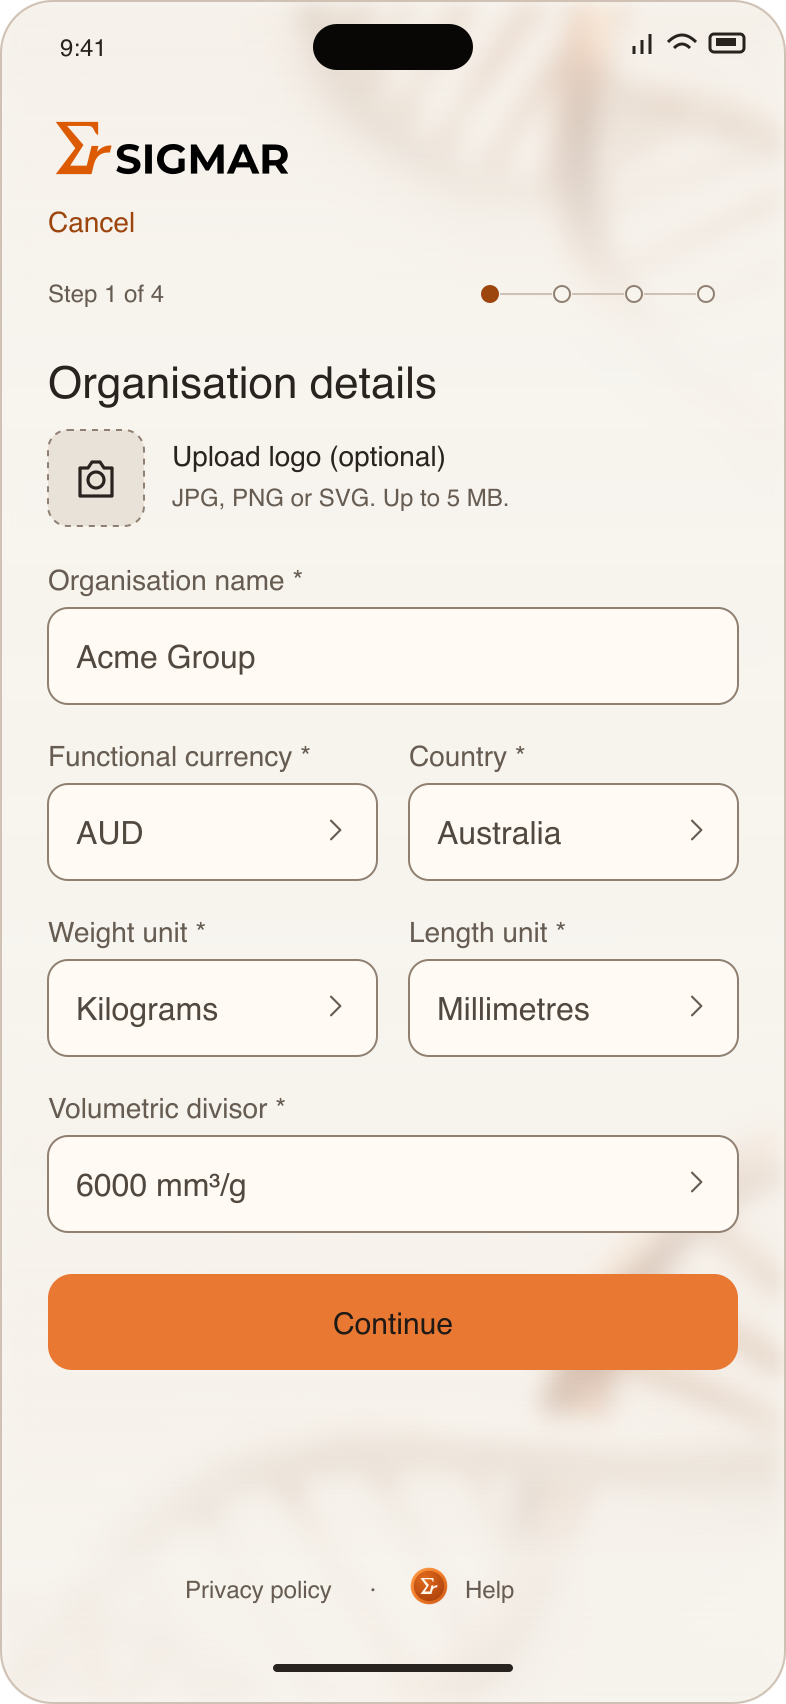 9:41
Σr SIGMAR
Cancel
Step 1 of 4
Organisation details
Upload logo (optional)
JPG, PNG or SVG. Up to 5 MB.
Organisation name *
Acme Group
Functional currency * Country *
AUD Australia
Weight unit * Length unit *
Kilograms Millimetres
Volumetric divisor *
6000 mm³/g
Continue
Privacy policy · Σr Help